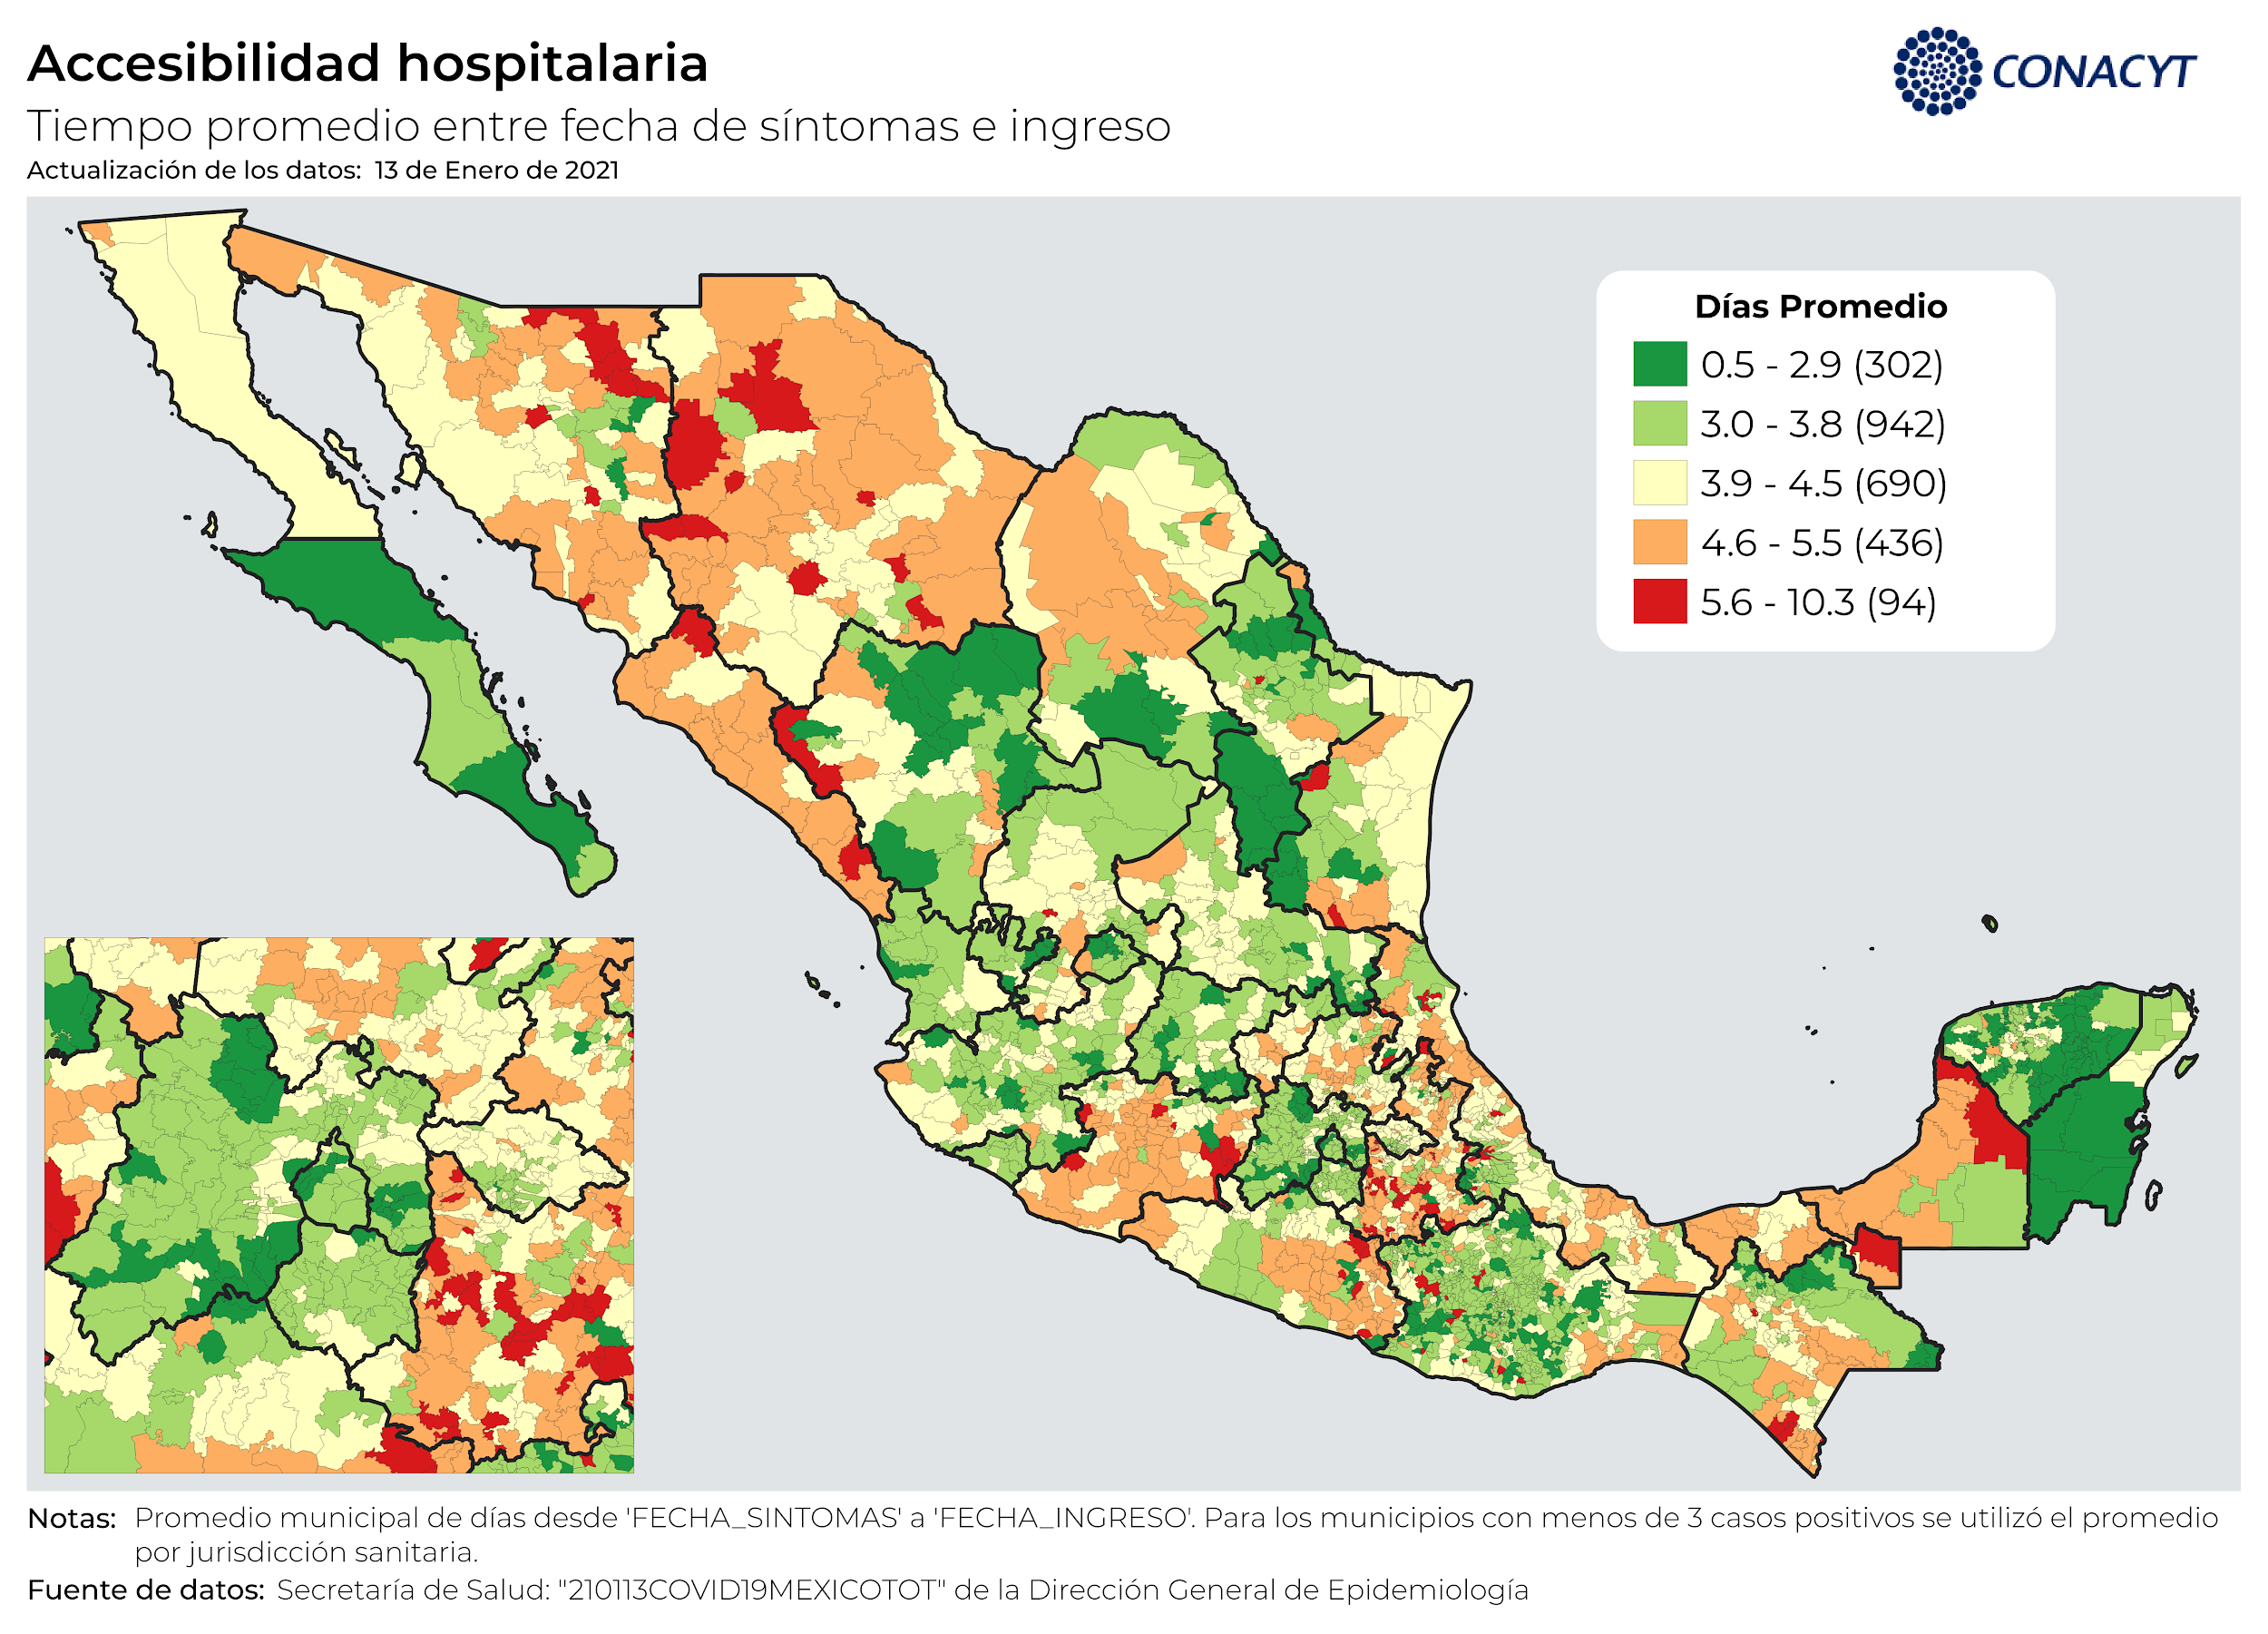 Accesibilidad hospitalaria
CONACYT
Tiempo promedio entre fecha de síntomas e ingreso
Actualización de los datos: 13 de Enero de 2021
Días Promedio
0.5 - 2.9 (302)
3.0 - 3.8 (942)
3.9 - 4.5 (690)
4.6 - 5.5 (436)
5.6 - 10.3 (94)
Notas: Promedio municipal de días desde 'FECHA_SINTOMAS' a 'FECHA_INGRESO'. Para los municipios con menos de 3 casos positivos se utilizó el promedio
por jurisdicción sanitaria.
Fuente de datos: Secretaría de Salud: "210113COVID19MEXICOTOT" de la Dirección General de Epidemiología